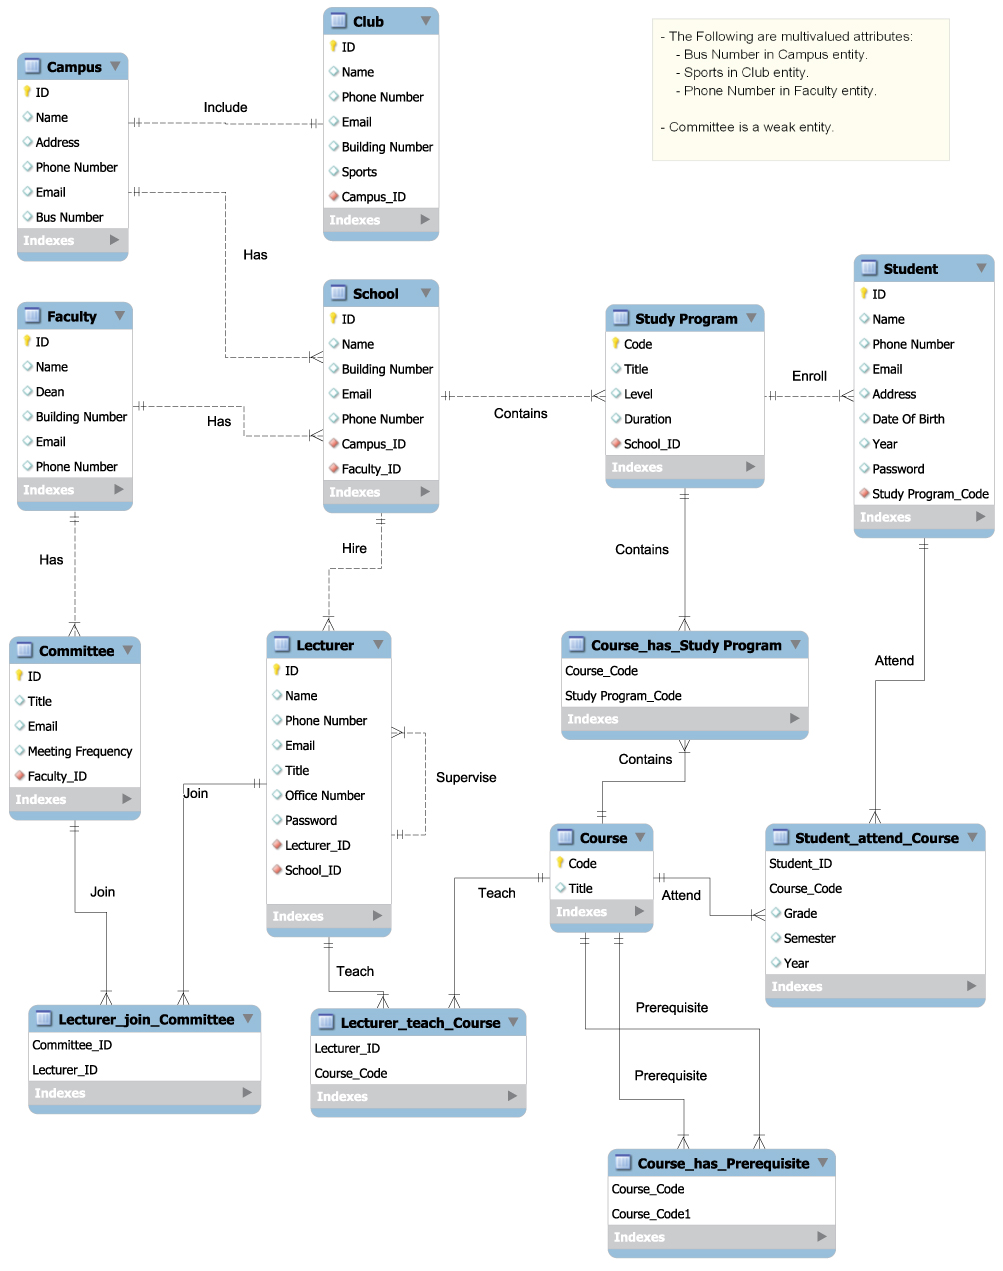 Club
ID
Name
Phone Number
Email
Building Number
Sports
Campus_ID
Indexes
- The Following are multivalued attributes:
- Bus Number in Campus entity.
- Sports in Club entity.
- Phone Number in Faculty entity.
- Committee is a weak entity.
Campus
ID
Name
Address
Phone Number
Email
Bus Number
Indexes
Include
Has
School
ID
Name
Building Number
Email
Phone Number
Campus_ID
Faculty_ID
Indexes
Faculty
ID
Name
Dean
Building Number
Email
Phone Number
Indexes
Has
Contains
Study Program
Code
Title
Level
Duration
School_ID
Indexes
Enroll
Student
ID
Name
Phone Number
Email
Address
Date Of Birth
Year
Password
Study Program_Code
Indexes
Has
Hire
Contains
Attend
Committee
ID
Title
Email
Meeting Frequency
Faculty_ID
Indexes
Lecturer
ID
Name
Phone Number
Email
Title
Office Number
Password
Lecturer_ID
School_ID
Indexes
Supervise
Course_has_Study Program
Course_Code
Study Program_Code
Indexes
Contains
Join
Join
Course
Code
Title
Indexes
Teach
Attend
Student_attend_Course
Student_ID
Course_Code
Grade
Semester
Year
Indexes
Teach
Lecturer_join_Committee
Committee_ID
Lecturer_ID
Indexes
Lecturer_teach_Course
Lecturer_ID
Course_Code
Indexes
Prerequisite
Prerequisite
Course_has_Prerequisite
Course_Code
Course_Code1
Indexes